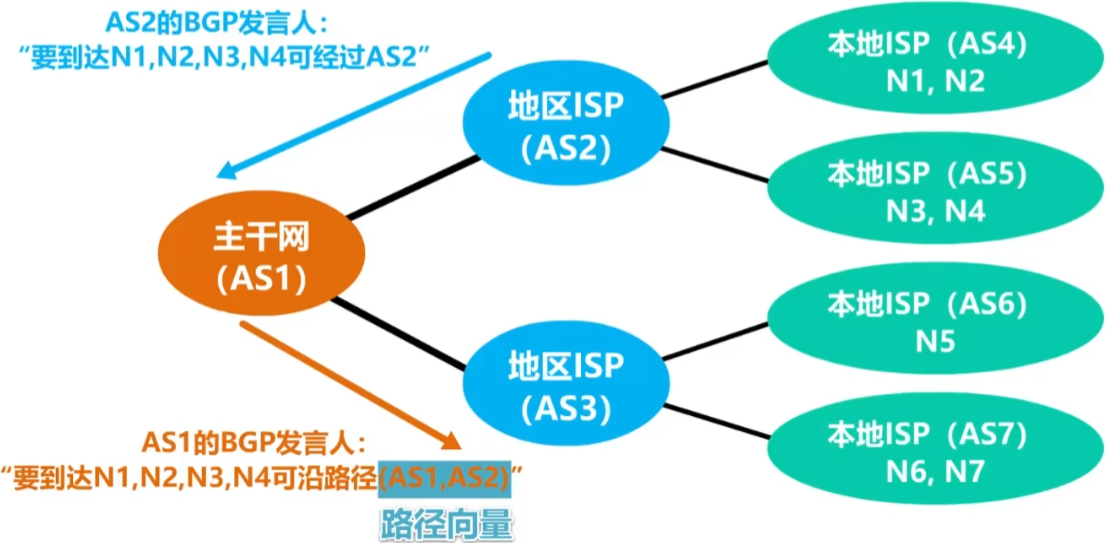 AS2的BGP发言人：
“要到达N1,N2,N3,N4可经过AS2”
地区ISP
（AS2）
本地ISP（AS4）
N1, N2
本地ISP（AS5）
N3, N4
主干网
（AS1）
地区ISP
（AS3）
本地ISP（AS6）
N5
本地ISP（AS7）
N6, N7
AS1的BGP发言人：
“要到达N1,N2,N3,N4可沿路径(AS1,AS2)”
路径向量